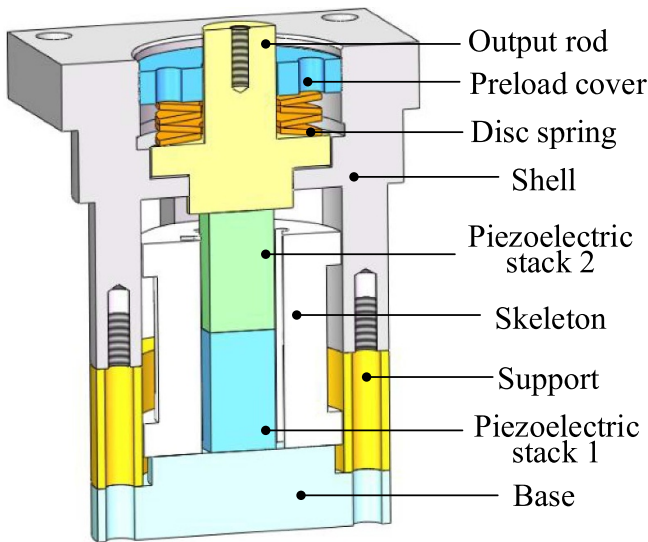 Output rod
Preload cover
Disc spring
Shell
Piezoelectric
stack 2
Skeleton
Support
Piezoelectric
stack 1
Base